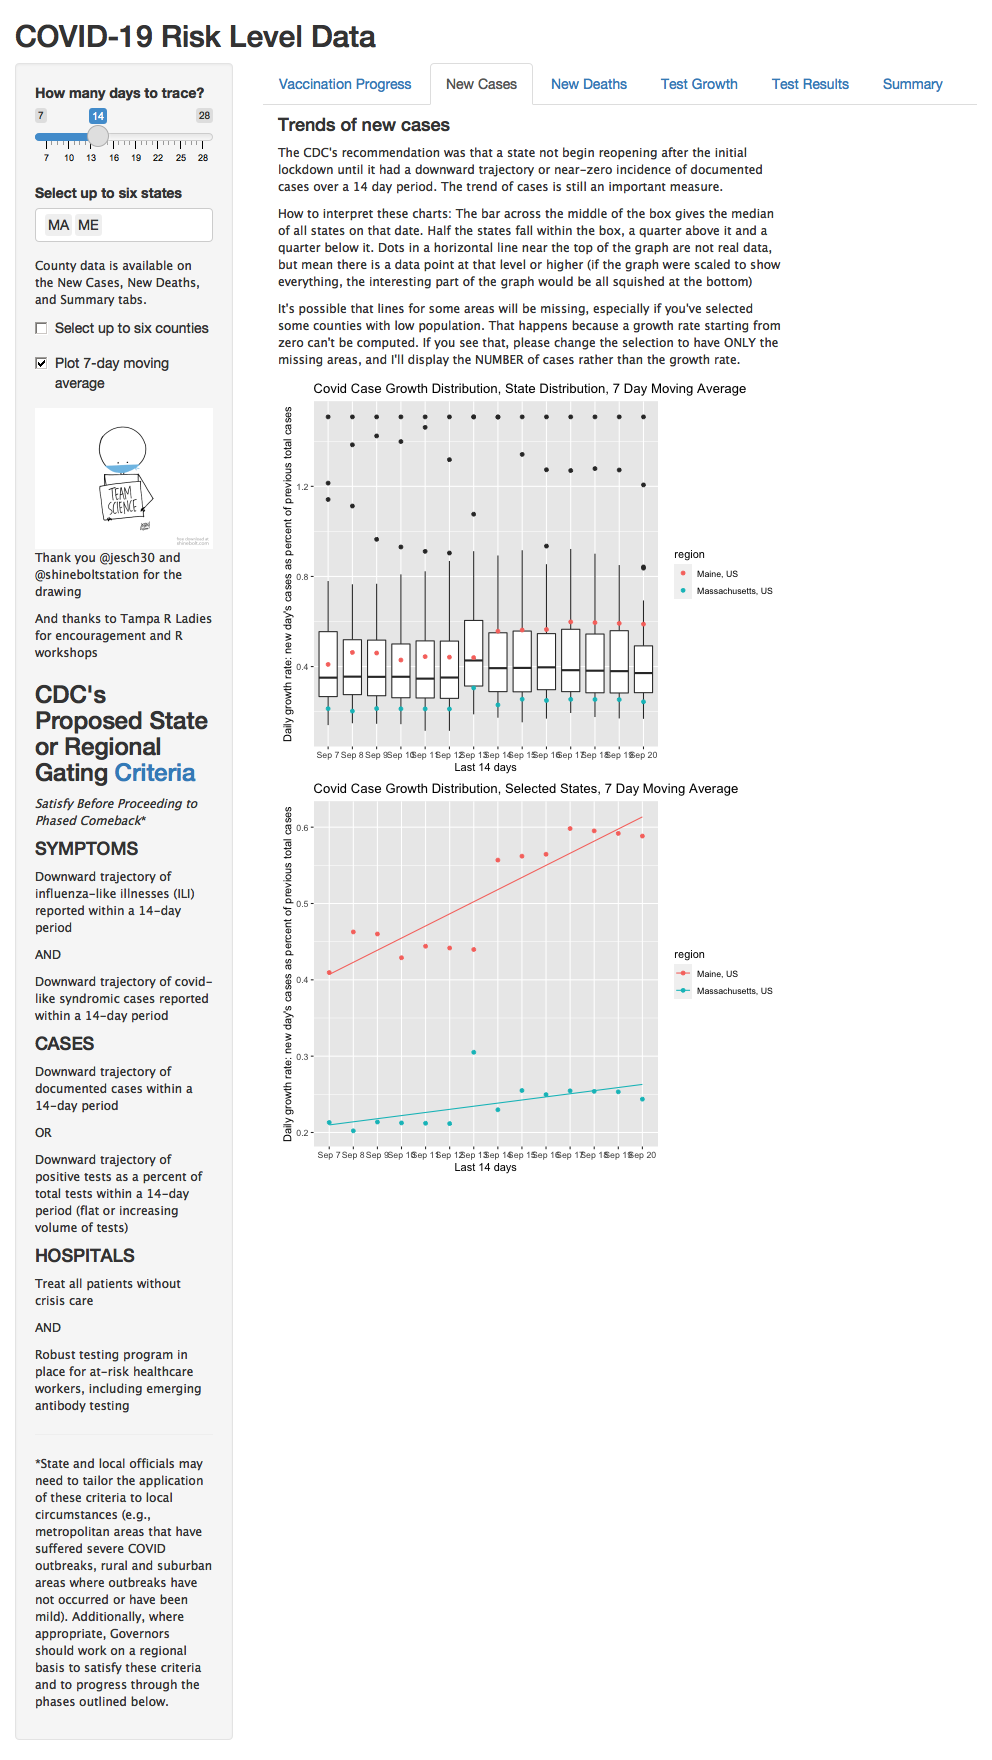 COVID-19 Risk Level Data
How many days to trace?
7 14 28
7 10 13 16 19 22 25 28
Select up to six states
MA ME
County data is available on
the New Cases, New Deaths,
and Summary tabs.
Select up to six counties
Plot 7-day moving
average
TEAM
SCIENCE
Thank you @jesch30 and
@shineboltstation for the
drawing
And thanks to Tampa R Ladies
for encouragement and R
workshops
CDC's
Proposed State
or Regional
Gating Criteria
Satisfy Before Proceeding to
Phased Comeback*
SYMPTOMS
Downward trajectory of
influenza-like illnesses (ILI)
reported within a 14-day
period
AND
Downward trajectory of covid-
like syndromic cases reported
within a 14-day period
CASES
Downward trajectory of
documented cases within a
14-day period
OR
Downward trajectory of
positive tests as a percent of
total tests within a 14-day
period (flat or increasing
volume of tests)
HOSPITALS
Treat all patients without
crisis care
AND
Robust testing program in
place for at-risk healthcare
workers, including emerging
antibody testing
*State and local officials may
need to tailor the application
of these criteria to local
circumstances (e.g.,
metropolitan areas that have
suffered severe COVID
outbreaks, rural and suburban
areas where outbreaks have
not occurred or have been
mild). Additionally, where
appropriate, Governors
should work on a regional
basis to satisfy these criteria
and to progress through the
phases outlined below.
Vaccination Progress New Cases New Deaths Test Growth Test Results Summary
Trends of new cases
The CDC's recommendation was that a state not begin reopening after the initial
lockdown until it had a downward trajectory or near-zero incidence of documented
cases over a 14 day period. The trend of cases is still an important measure.
How to interpret these charts: The bar across the middle of the box gives the median
of all states on that date. Half the states fall within the box, a quarter above it and a
quarter below it. Dots in a horizontal line near the top of the graph are not real data,
but mean there is a data point at that level or higher (if the graph were scaled to show
everything, the interesting part of the graph would be all squished at the bottom)
It's possible that lines for some areas will be missing, especially if you've selected
some counties with low population. That happens because a growth rate starting from
zero can't be computed. If you see that, please change the selection to have ONLY the
missing areas, and I'll display the NUMBER of cases rather than the growth rate.
Covid Case Growth Distribution, State Distribution, 7 Day Moving Average
Daily growth rate: new day's cases as percent of previous total cases
1.2
0.8
0.4
Sep 7 Sep 8 Sep 9 Sep 10 Sep 11 Sep 12 Sep 13 Sep 14 Sep 15 Sep 16 Sep 17 Sep 18 Sep 19 Sep 20
Last 14 days
region
Maine, US
Massachusetts, US
Covid Case Growth Distribution, Selected States, 7 Day Moving Average
Daily growth rate: new day's cases as percent of previous total cases
0.6
0.5
0.4
0.3
0.2
Sep 7 Sep 8 Sep 9 Sep 10 Sep 11 Sep 12 Sep 13 Sep 14 Sep 15 Sep 16 Sep 17 Sep 18 Sep 19 Sep 20
Last 14 days
region
Maine, US
Massachusetts, US